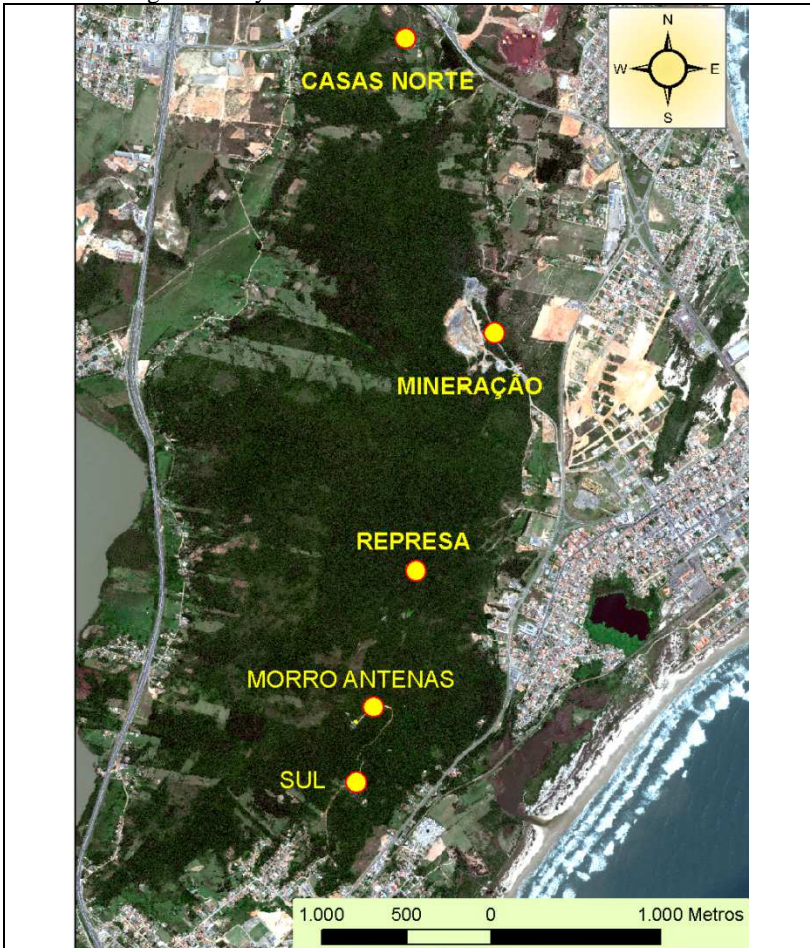 CASAS NORTE
N
W E
S
MINERAÇÃO
REPRESA
MORRO ANTENAS
SUL
1.000 500 0 1.000 Metros